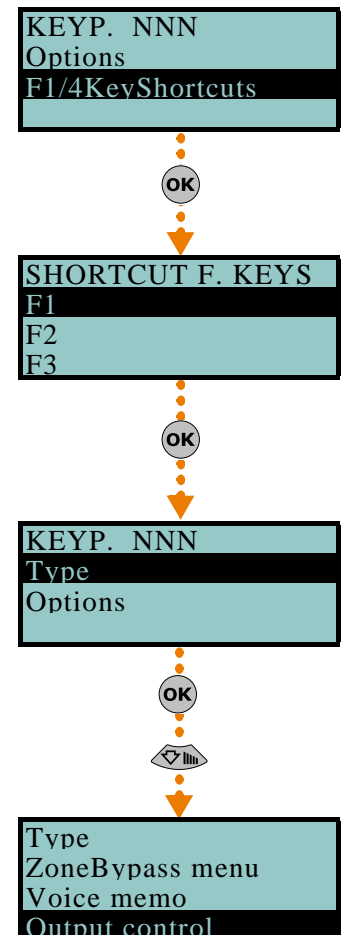 KEYP. NNN
Options
F1/4KeyShortcuts
OK
SHORTCUT F. KEYS
F1
F2
F3
OK
KEYP. NNN
Type
Options
OK
Type
ZoneBypass menu
Voice memo
Output control